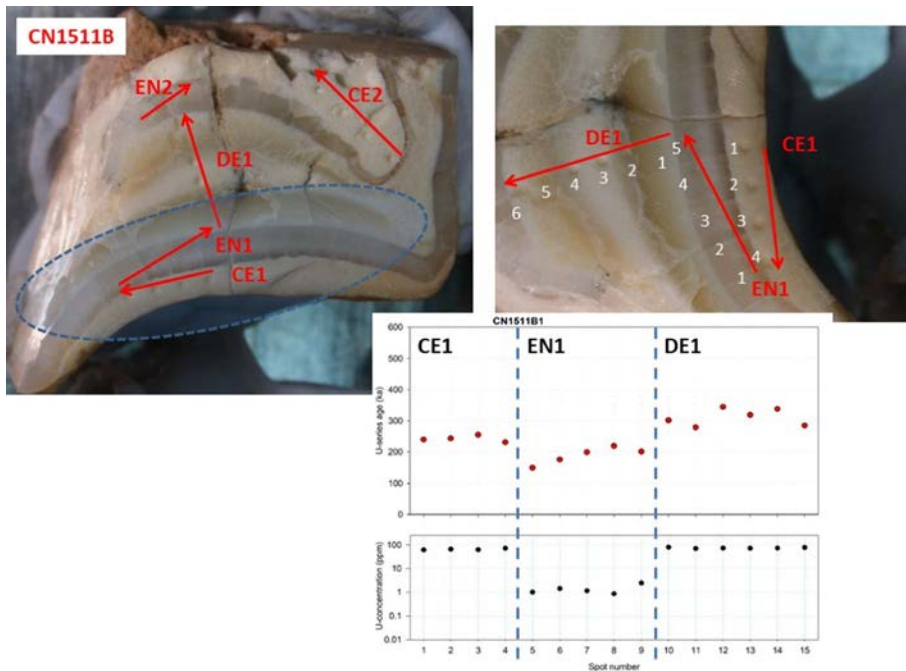 CN1511B
EN2
CE2
DE1
EN1
CE1
DE1
CE1
EN1
5
1
1
2
3
4
5
6
4
2
3
3
2
4
1
CN1511B1
CE1
EN1
DE1
600
500
400
300
200
100
0
U-series age (ka)
100
10
1
0.1
0.01
U-concentration (ppm)
1 2 3 4 5 6 7 8 9 10 11 12 13 14 15
Spot number